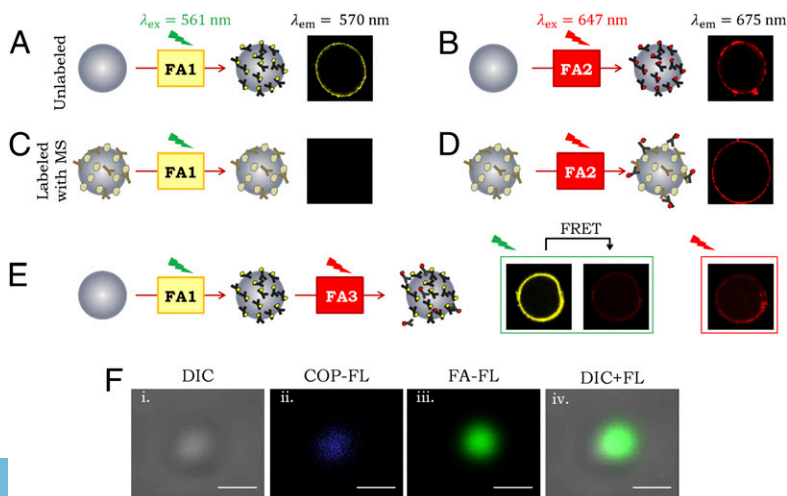 λex = 561 nm λem = 570 nm λex = 647 nm λem = 675 nm
A B
Unlabeled
FA1 FA2
C D
Labeled
with MS
FA1 FA2
FRET
E
FA1 FA3
F DIC COP-FL FA-FL DIC+FL
i. ii. iii. iv.